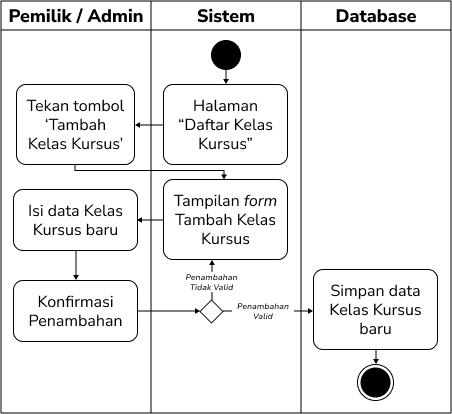 Pemilik / Admin
Sistem
Database
Halaman
“Daftar Kelas
Kursus”
Tekan tombol
‘Tambah
Kelas Kursus’
Tampilan form
Tambah Kelas
Kursus
Isi data Kelas
Kursus baru
Konfirmasi
Penambahan
Penambahan
Tidak Valid
Penambahan
Valid
Simpan data
Kelas Kursus
baru